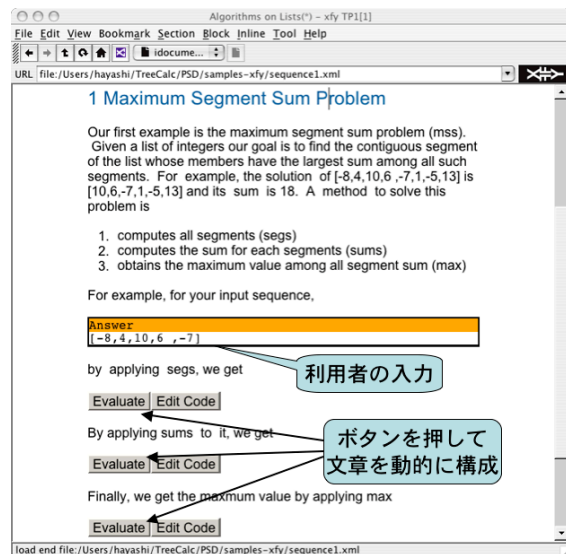 Algorithms on Lists(*) – xfy TP1[1]
File Edit View Bookmark Section Block Inline Tool Help
idocume...
URL file:/Users/hayashi/TreeCalc/PSD/samples-xfy/sequence1.xml
1 Maximum Segment Sum Problem
Our first example is the maximum segment sum problem (mss).
Given a list of integers our goal is to find the contiguous segment
of the list whose members have the largest sum among all such
segments. For example, the solution of [-8,4,10,6 ,-7,1,-5,13] is
[10,6,-7,1,-5,13] and its sum is 18. A method to solve this
problem is
1. computes all segments (segs)
2. computes the sum for each segments (sums)
3. obtains the maximum value among all segment sum (max)
For example, for your input sequence,
Answer
[-8,4,10,6 ,-7]
利用者の入力
by applying segs, we get
Evaluate Edit Code
By applying sums to it, we get
ボタンを押して
文章を動的に構成
Evaluate Edit Code
Finally, we get the maxmum value by applying max
Evaluate Edit Code
load end file:/Users/hayashi/TreeCalc/PSD/samples-xfy/sequence1.xml